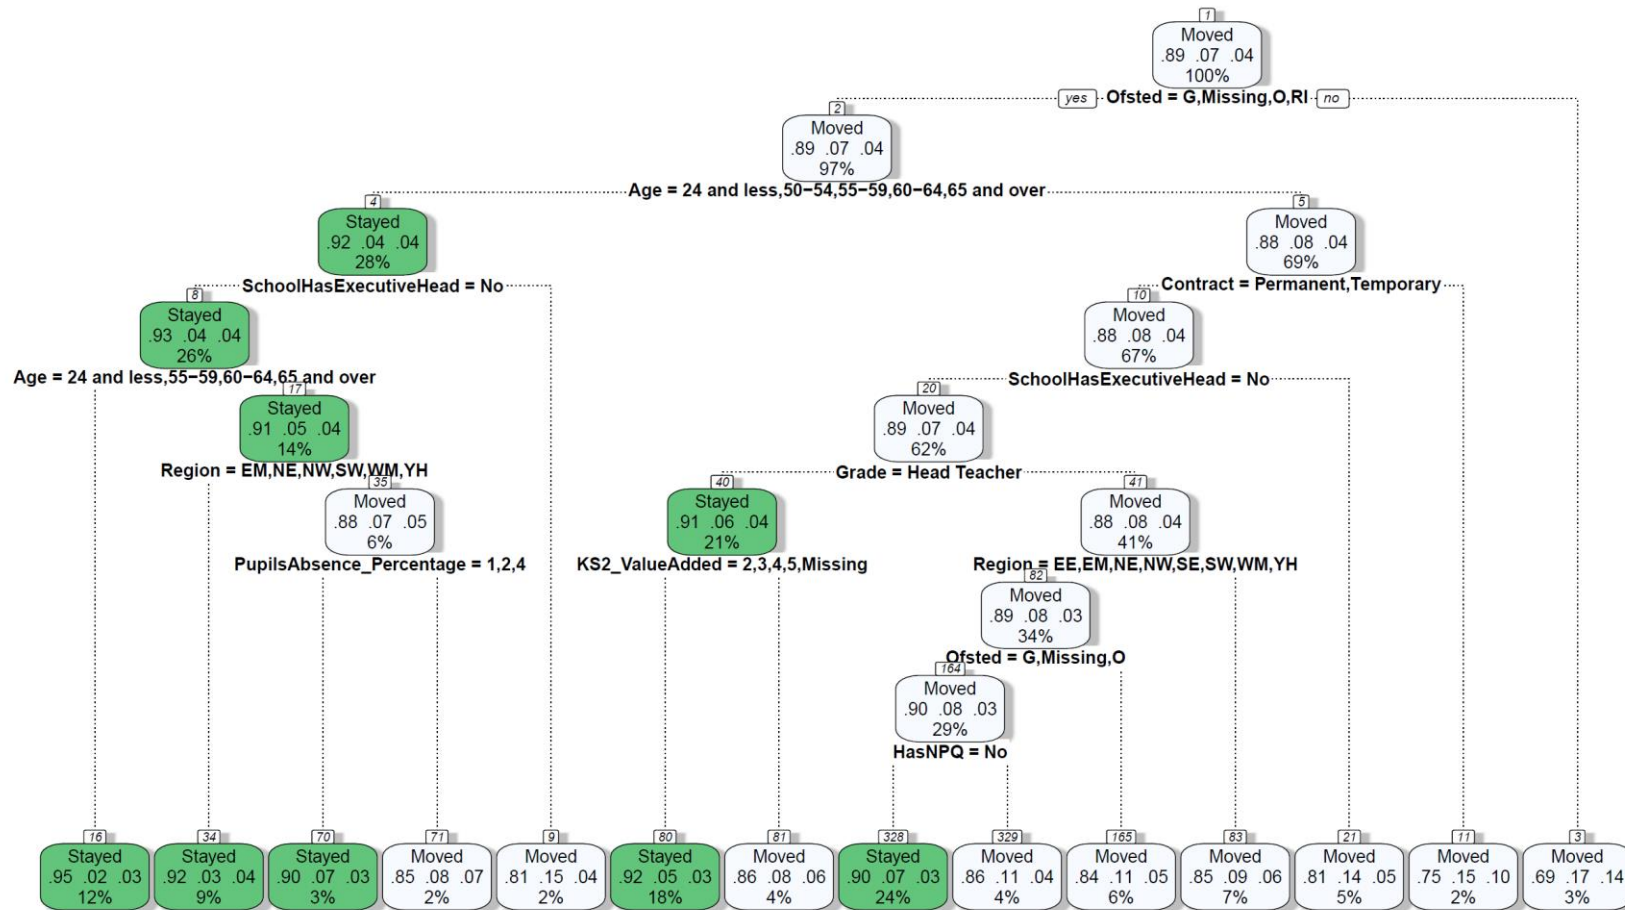 1
Moved
.89 .07 .04
100%
yes Ofsted = G,Missing,O,RI no
2
Moved
.89 .07 .04
97%
Age = 24 and less,50−54,55−59,60−64,65 and over
4
Stayed
.92 .04 .04
28%
5
Moved
.88 .08 .04
69%
SchoolHasExecutiveHead = No
Contract = Permanent,Temporary
8
Stayed
.93 .04 .04
26%
10
Moved
.88 .08 .04
67%
Age = 24 and less,55−59,60−64,65 and over
SchoolHasExecutiveHead = No
17
Stayed
.91 .05 .04
14%
20
Moved
.89 .07 .04
62%
Region = EM,NE,NW,SW,WM,YH
Grade = Head Teacher
35
Moved
.88 .07 .05
6%
40
Stayed
.91 .06 .04
21%
41
Moved
.88 .08 .04
41%
PupilsAbsence_Percentage = 1,2,4
KS2_ValueAdded = 2,3,4,5,Missing
Region = EE,EM,NE,NW,SE,SW,WM,YH
82
Moved
.89 .08 .03
34%
Ofsted = G,Missing,O
164
Moved
.90 .08 .03
29%
HasNPQ = No
16
Stayed
.95 .02 .03
12%
34
Stayed
.92 .03 .04
9%
70
Stayed
.90 .07 .03
3%
71
Moved
.85 .08 .07
2%
9
Moved
.81 .15 .04
2%
80
Stayed
.92 .05 .03
18%
81
Moved
.86 .08 .06
4%
328
Stayed
.90 .07 .03
24%
329
Moved
.86 .11 .04
4%
165
Moved
.84 .11 .05
6%
83
Moved
.85 .09 .06
7%
21
Moved
.81 .14 .05
5%
11
Moved
.75 .15 .10
2%
3
Moved
.69 .17 .14
3%